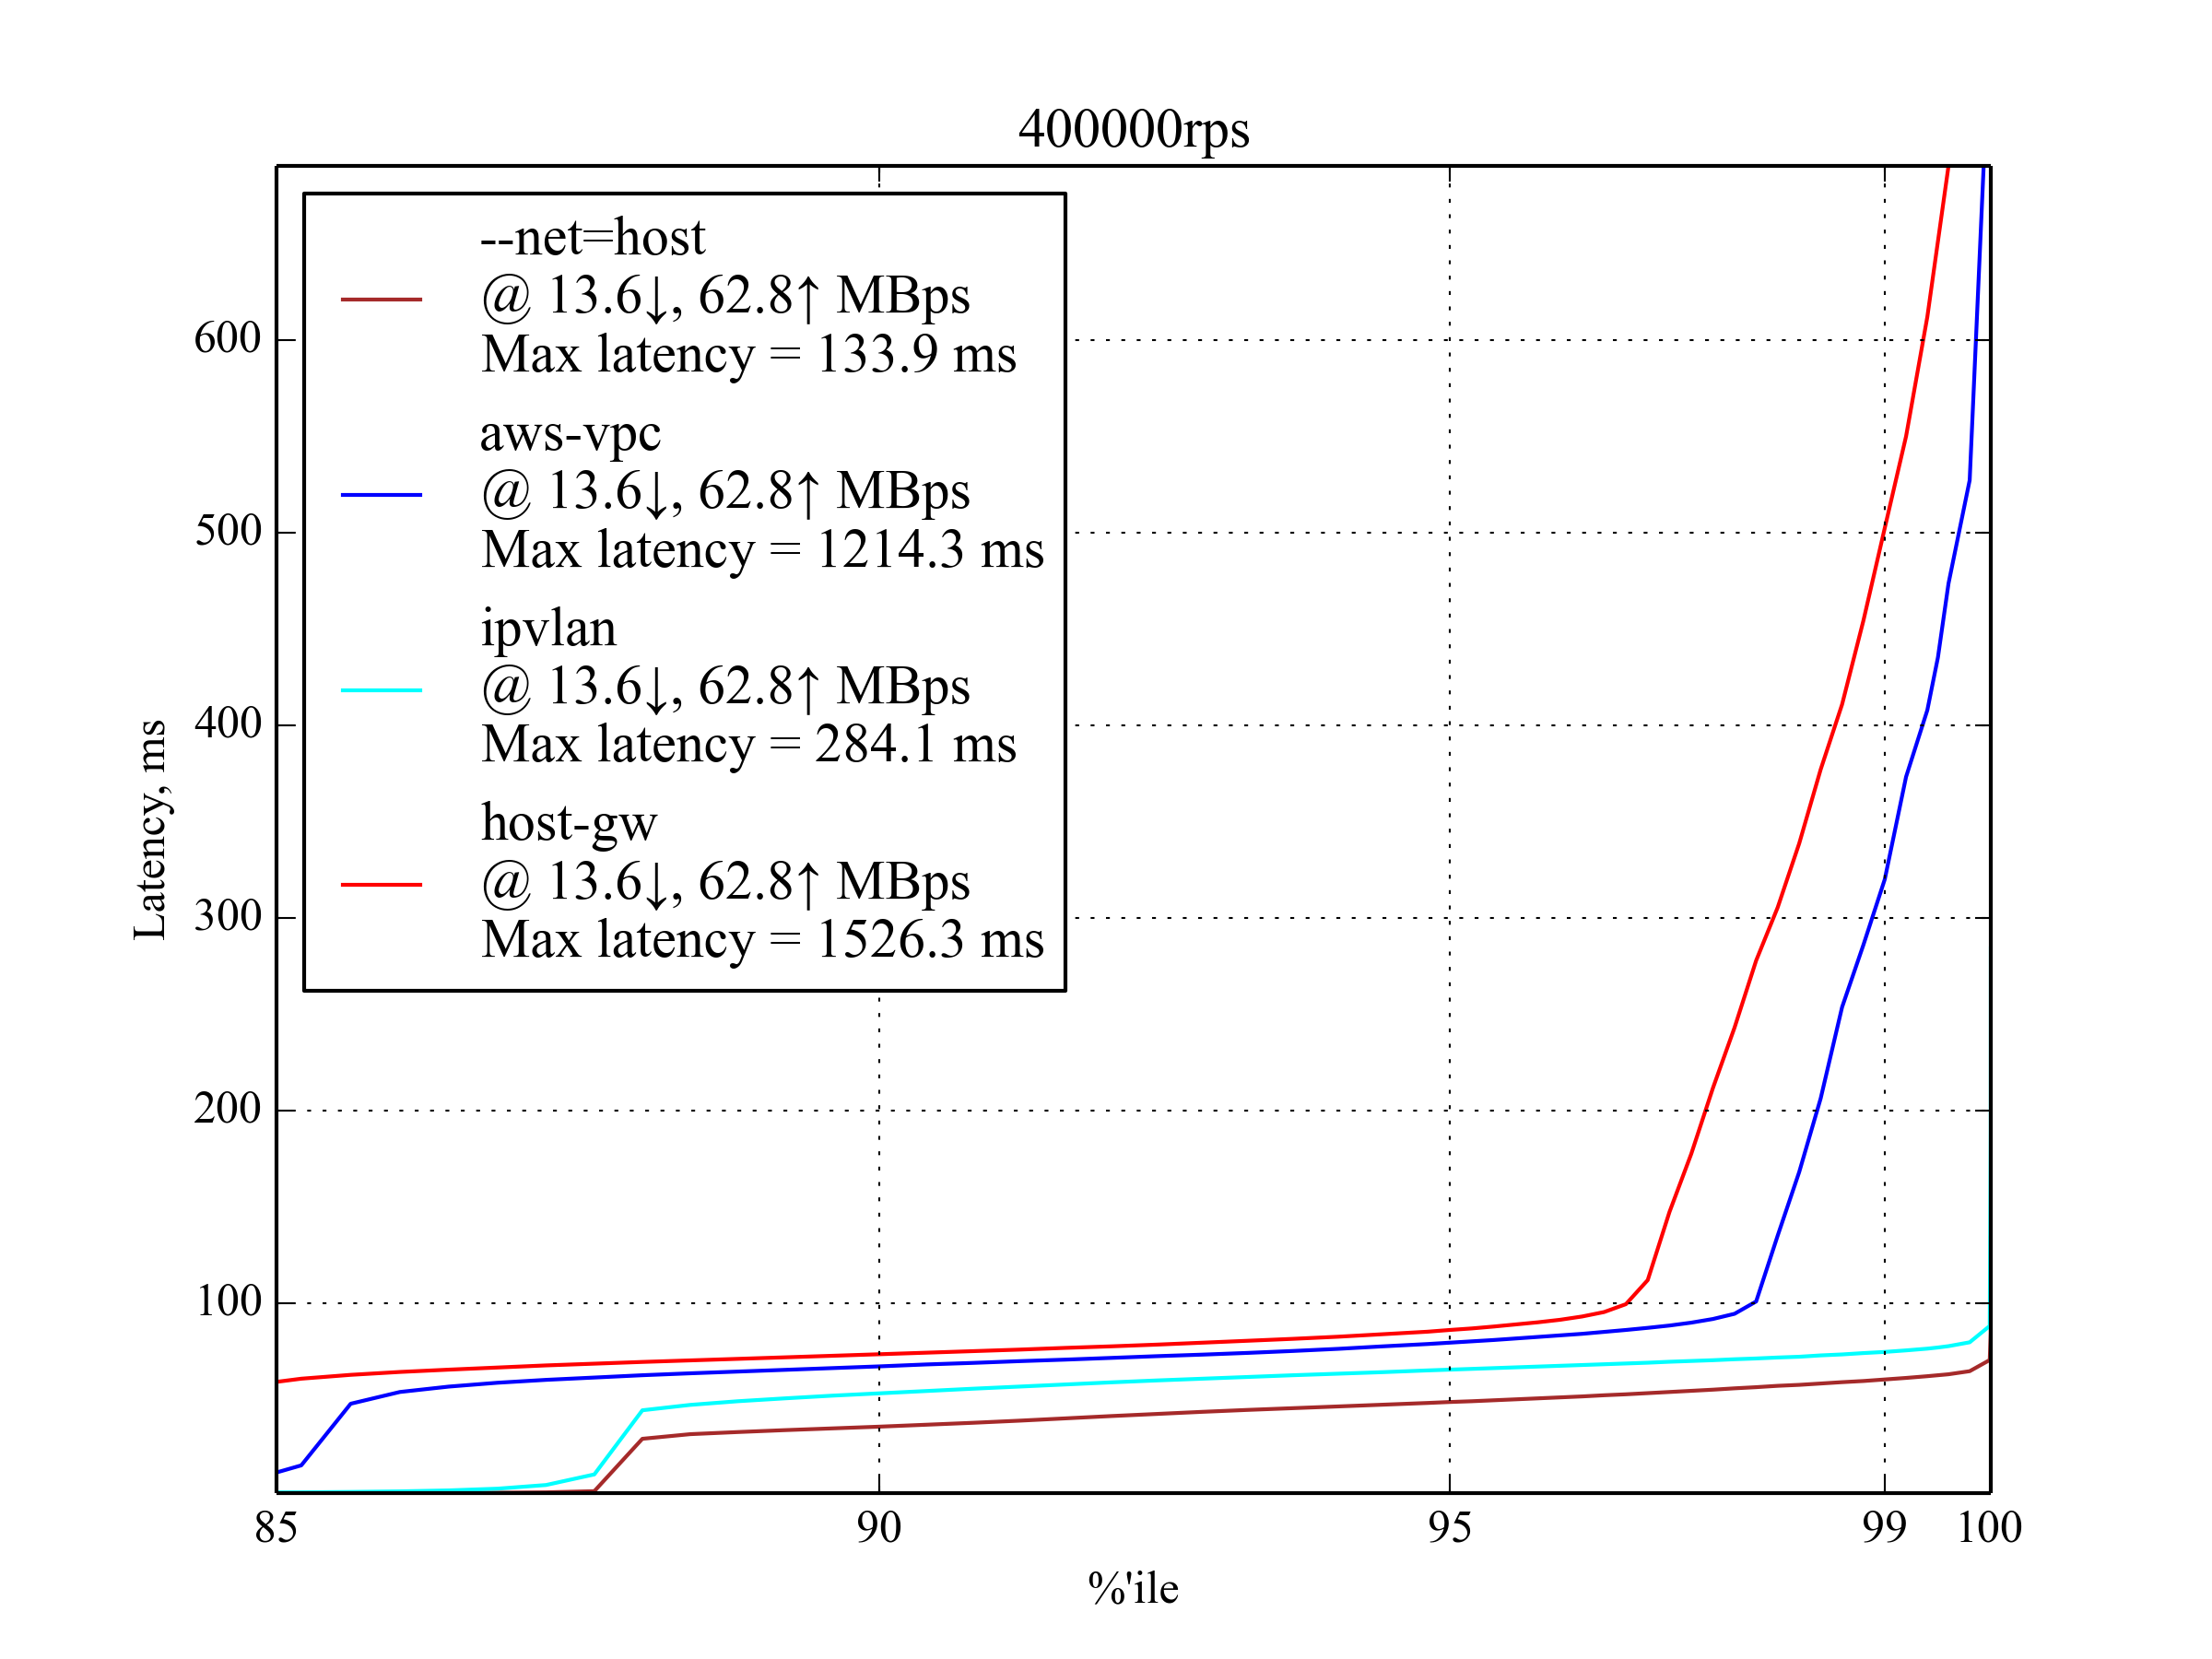 400000rps
--net=host
@ 13.6↓, 62.8↑ MBps
Max latency = 133.9 ms
aws-vpc
@ 13.6↓, 62.8↑ MBps
Max latency = 1214.3 ms
ipvlan
@ 13.6↓, 62.8↑ MBps
Max latency = 284.1 ms
host-gw
@ 13.6↓, 62.8↑ MBps
Max latency = 1526.3 ms
Latency, ms
600
500
400
300
200
100
85 90 95 99 100
%'ile